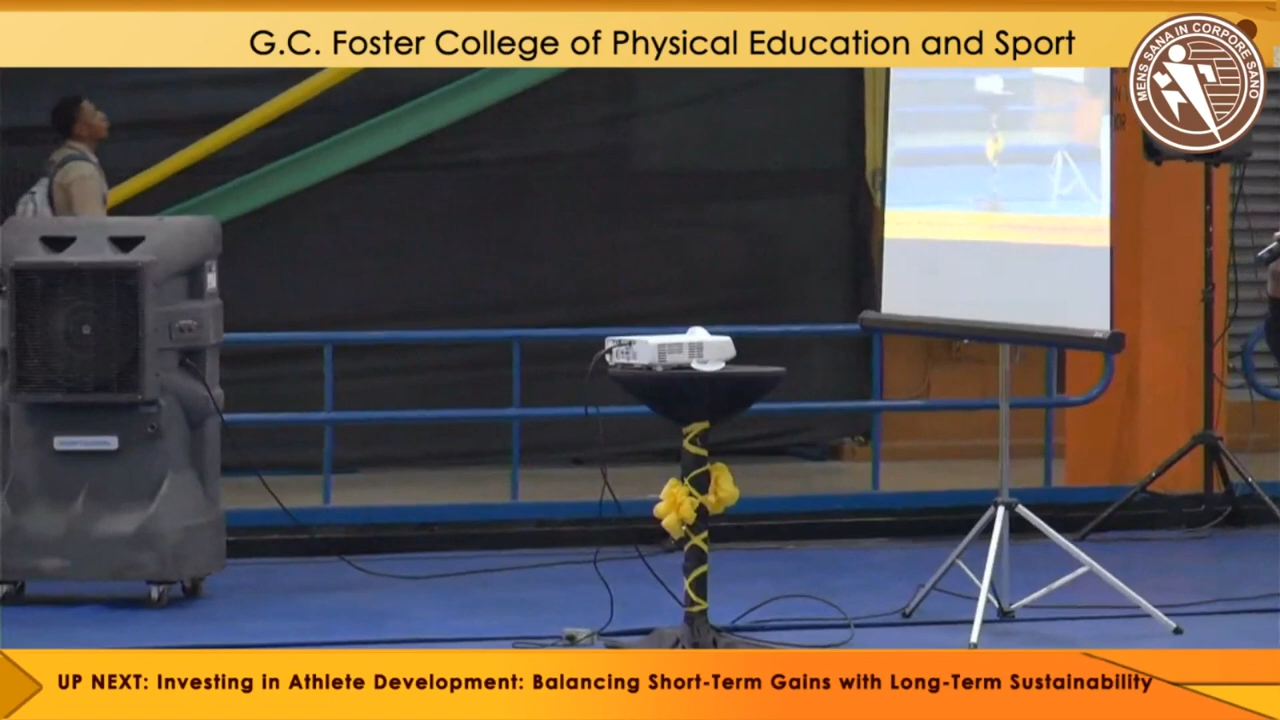 G.C. Foster College of Physical Education and Sport
MENS SANA IN CORPORE SANO
UP NEXT: Investing in Athlete Development: Balancing Short-Term Gains with Long-Term Sustainability